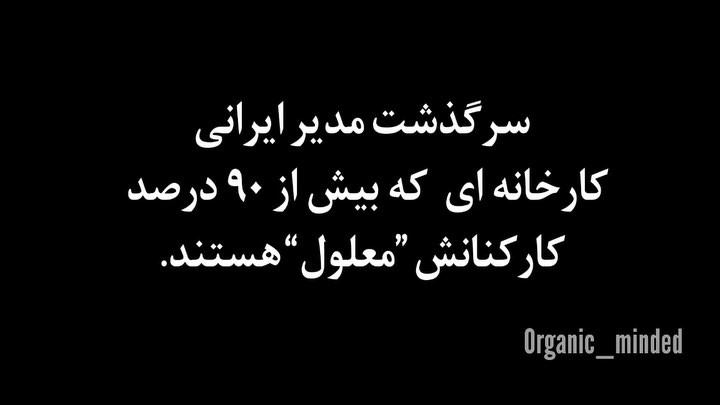 سرگذشت مدیر ایرانی
کارخانه ای که بیش از ۹۰ درصد
کارکنانش ”معلول“ هستند.
Organic_minded